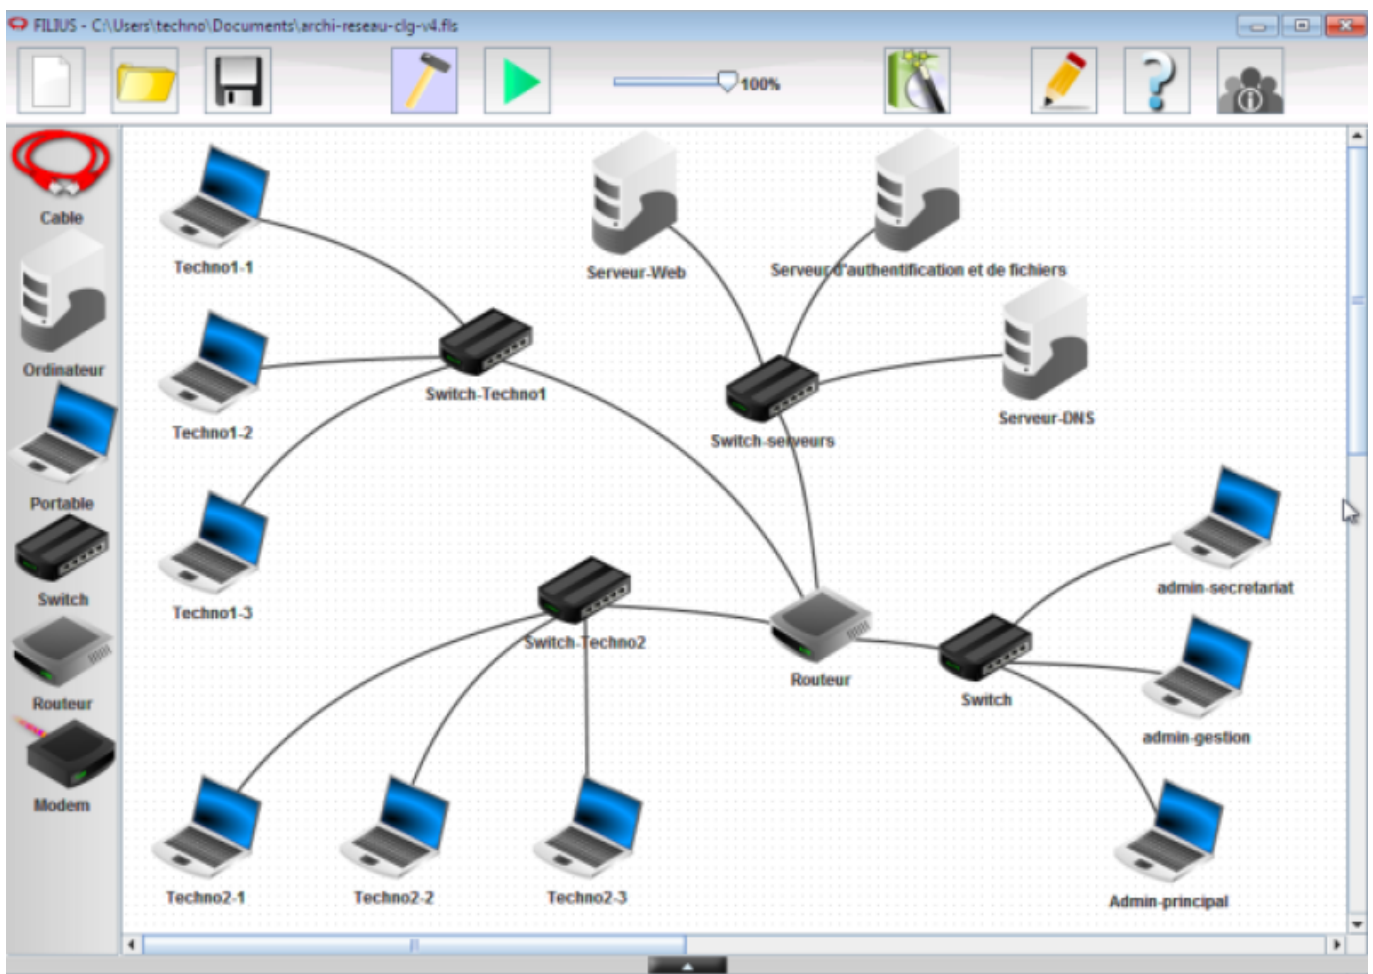 FILIUS - C:\Users\techno\Documents\archi-reseau-clg-v4.fls
100%
Cable
Ordinateur
Portable
Switch
Routeur
Modem
Techno1-1
Serveur-Web
Serveur d'authentification et de fichiers
Techno1-2
Switch-Techno1
Switch-serveurs
Serveur-DNS
Techno1-3
Switch-Techno2
Routeur
Switch
admin-secretariat
admin-gestion
Techno2-1
Techno2-2
Techno2-3
Admin-principal